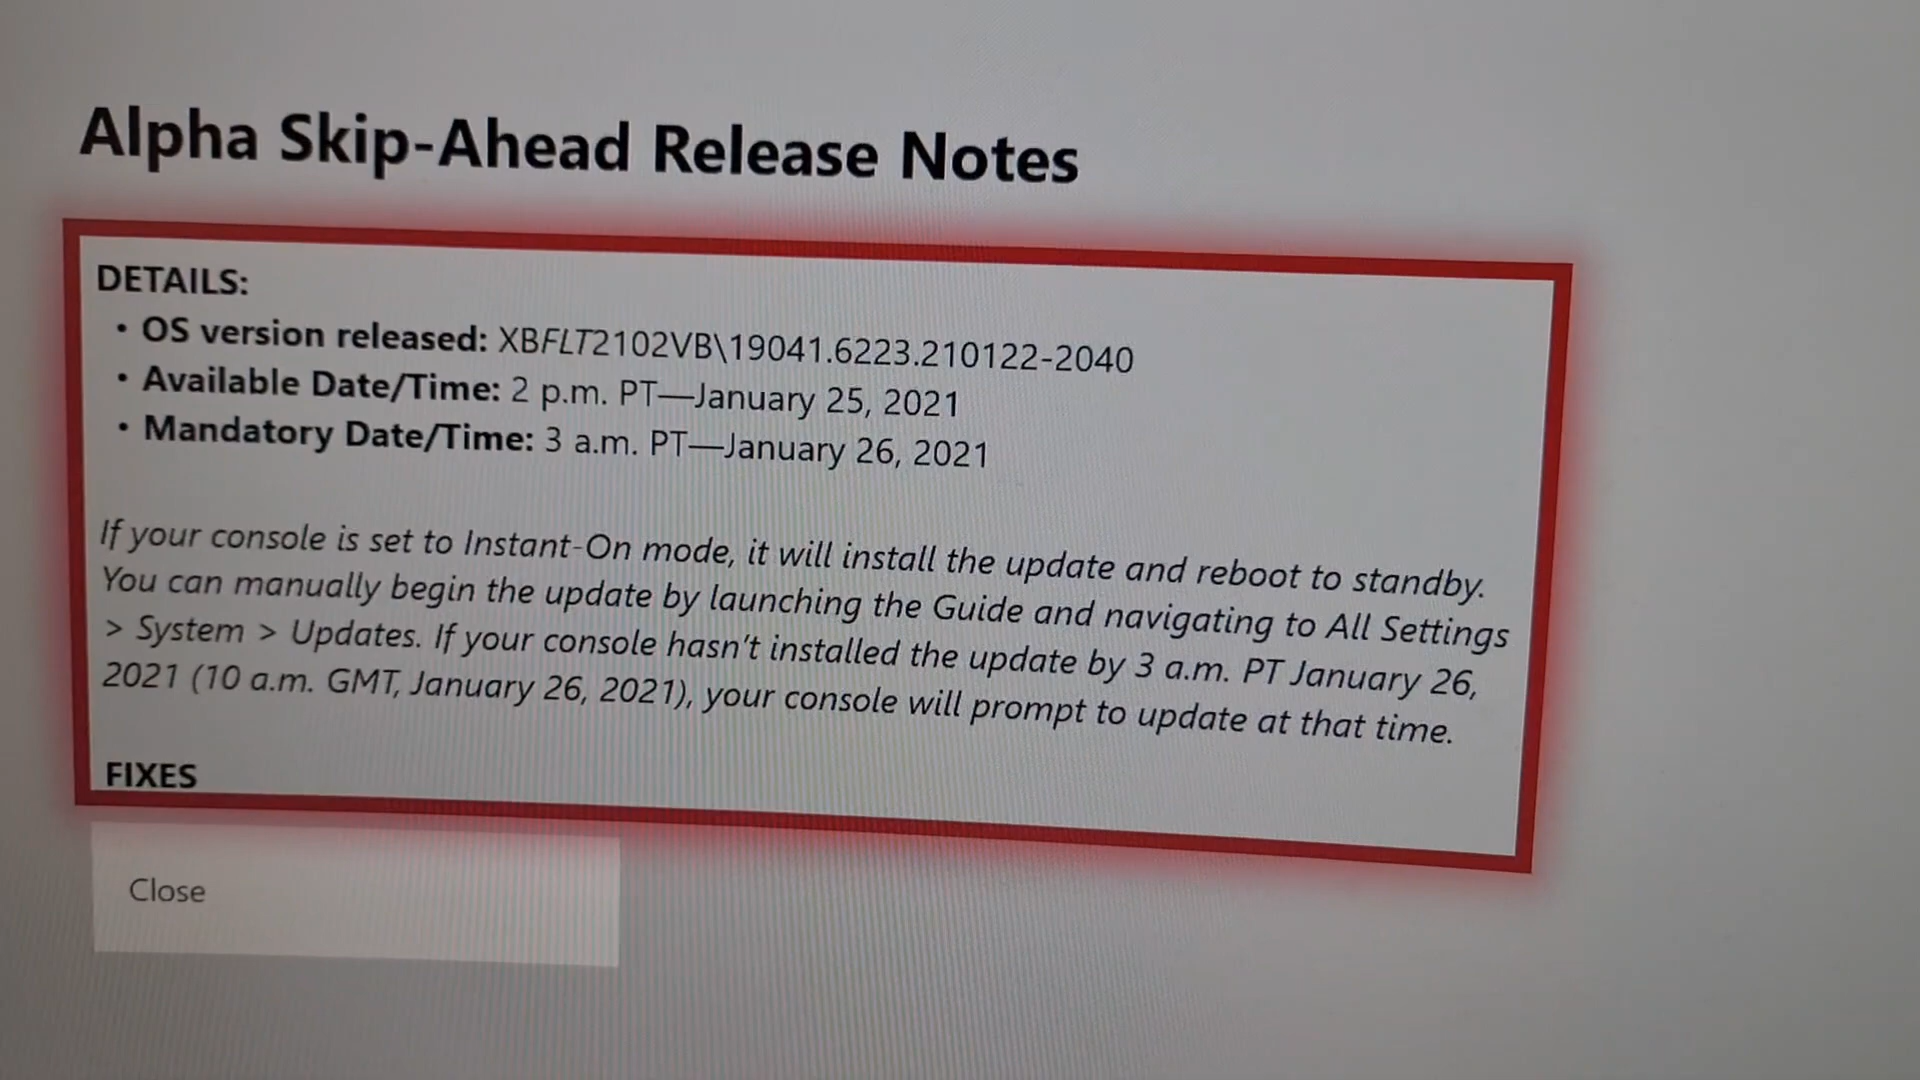 Alpha Skip-Ahead Release Notes
DETAILS:
• OS version released: XBFLT2102VB\19041.6223.210122-2040
• Available Date/Time: 2 p.m. PT—January 25, 2021
• Mandatory Date/Time: 3 a.m. PT—January 26, 2021
If your console is set to Instant-On mode, it will install the update and reboot to standby.
You can manually begin the update by launching the Guide and navigating to All Settings
> System > Updates. If your console hasn't installed the update by 3 a.m. PT January 26,
2021 (10 a.m. GMT, January 26, 2021), your console will prompt to update at that time.
FIXES
Close